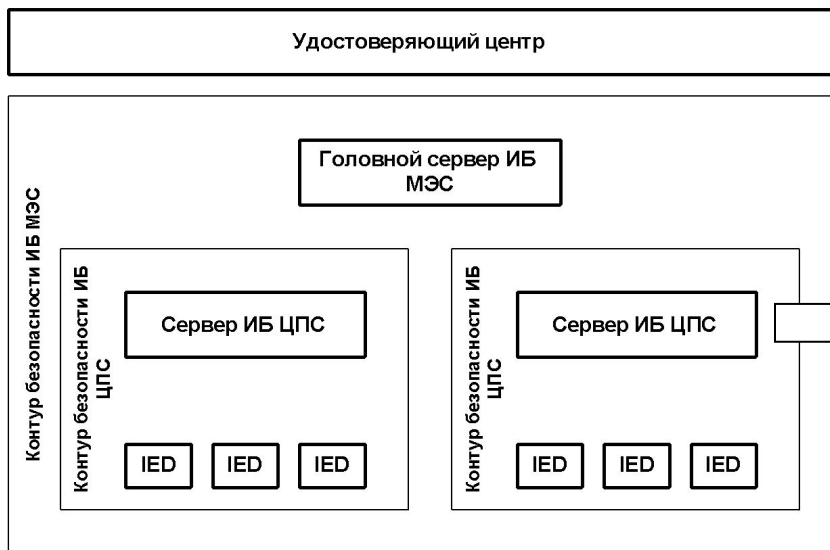 Удостоверяющий центр
Головной сервер ИБ
МЭС
Контур безопасности ИБ МЭС
Контур безопасности ИБ
ЦПС
Сервер ИБ ЦПС
IED IED IED
Контур безопасности ИБ
ЦПС
Сервер ИБ ЦПС
IED IED IED